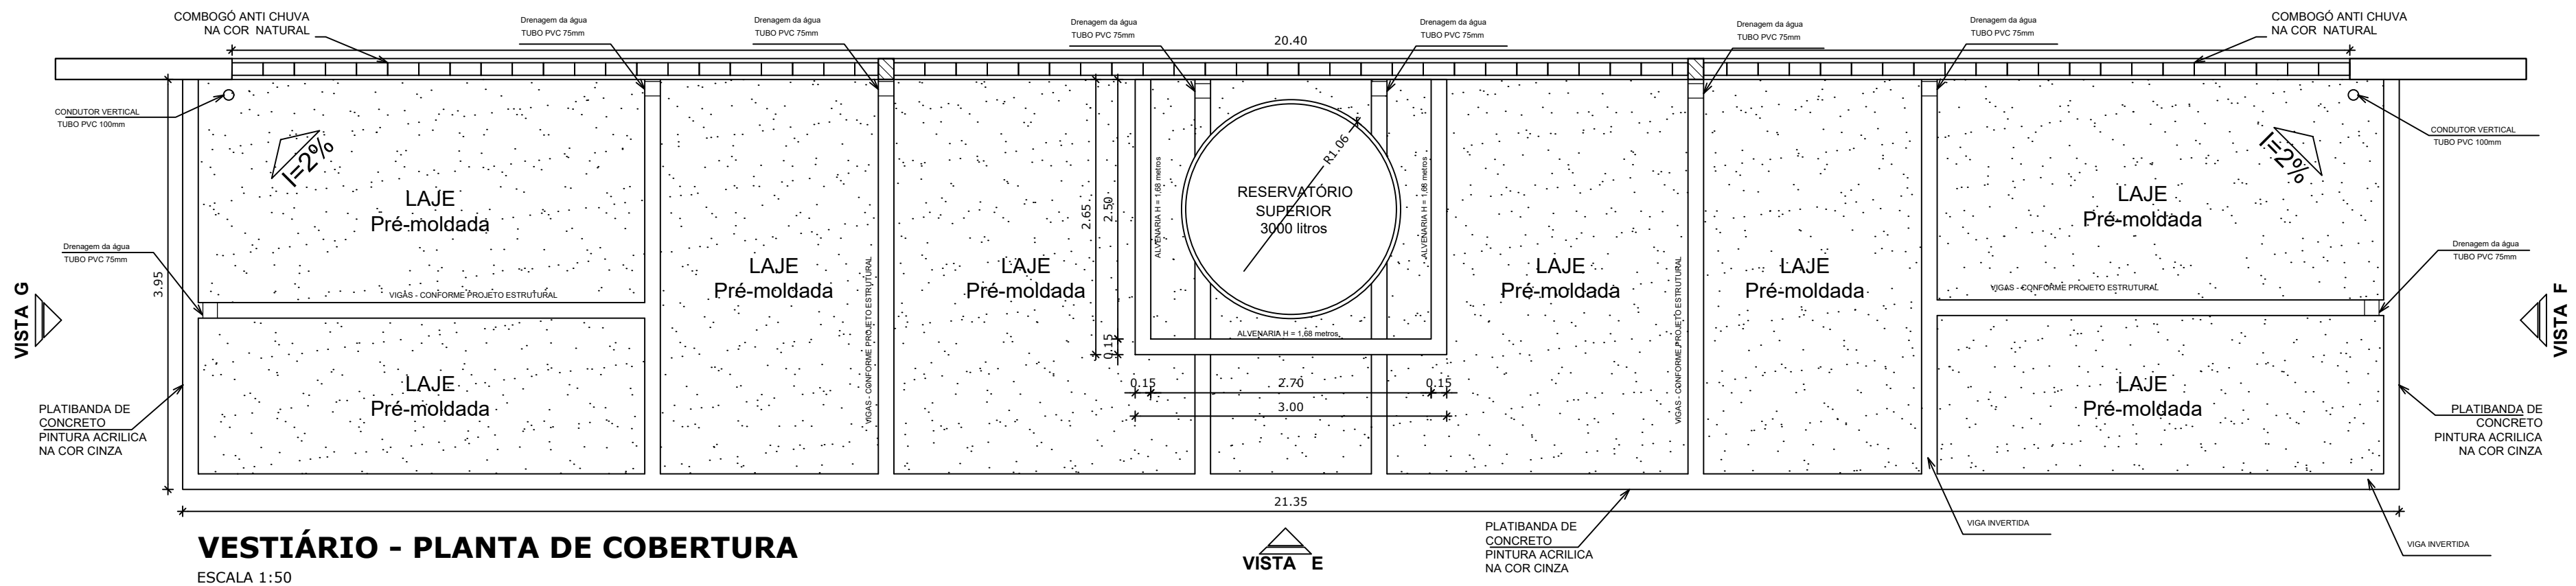 COMBOGÓ ANTI CHUVA
NA COR NATURAL
Drenagem da água
TUBO PVC 75mm
Drenagem da água
TUBO PVC 75mm
Drenagem da água
TUBO PVC 75mm
Drenagem da água
TUBO PVC 75mm
Drenagem da água
TUBO PVC 75mm
Drenagem da água
TUBO PVC 75mm
COMBOGÓ ANTI CHUVA
NA COR NATURAL
20.40
CONDUTOR VERTICAL
TUBO PVC 100mm
I=2%
LAJE
Pré-moldada
VIGAS - CONFORME PROJETO ESTRUTURAL
Drenagem da água
TUBO PVC 75mm
3.95
VISTA G
LAJE
Pré-moldada
PLATIBANDA DE
CONCRETO
PINTURA ACRILICA
NA COR CINZA
LAJE
Pré-moldada
VIGAS - CONFORME PROJETO ESTRUTURAL
LAJE
Pré-moldada
2.65
2.50
0.15
ALVENARIA H = 1,68 metros
R1.06
RESERVATÓRIO
SUPERIOR
3000 litros
ALVENARIA H = 1,68 metros
ALVENARIA H = 1,68 metros
0.15
2.70
0.15
3.00
LAJE
Pré-moldada
VIGAS - CONFORME PROJETO ESTRUTURAL
LAJE
Pré-moldada
I=2%
LAJE
Pré-moldada
VIGAS - CONFORME PROJETO ESTRUTURAL
LAJE
Pré-moldada
CONDUTOR VERTICAL
TUBO PVC 100mm
Drenagem da água
TUBO PVC 75mm
VISTA F
PLATIBANDA DE
CONCRETO
PINTURA ACRILICA
NA COR CINZA
21.35
VESTIÁRIO - PLANTA DE COBERTURA
ESCALA 1:50
VISTA E
PLATIBANDA DE
CONCRETO
PINTURA ACRILICA
NA COR CINZA
VIGA INVERTIDA
VIGA INVERTIDA